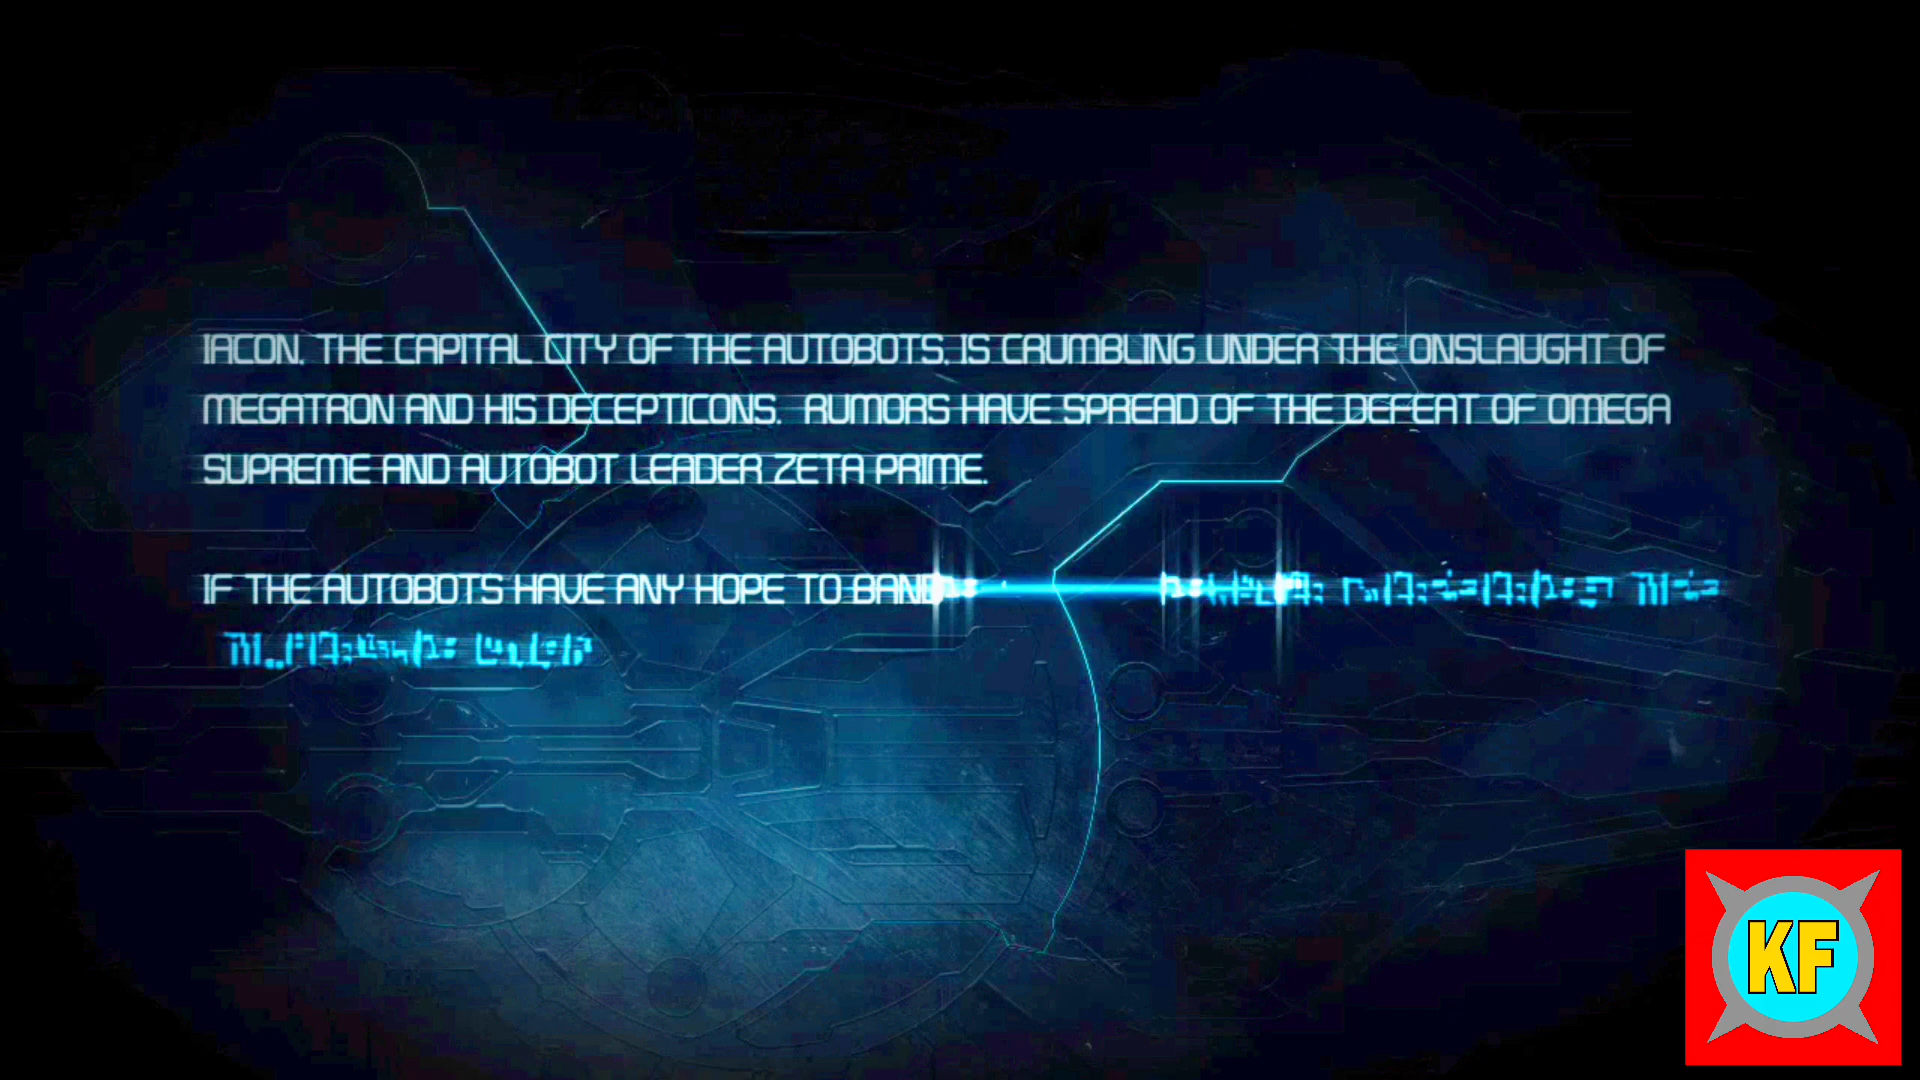 IACON, THE CAPITAL CITY OF THE AUTOBOTS, IS CRUMBLING UNDER THE ONSLAUGHT OF
MEGATRON AND HIS DECEPTICONS.  RUMORS HAVE SPREAD OF THE DEFEAT OF OMEGA
SUPREME AND AUTOBOT LEADER ZETA PRIME.
IF THE AUTOBOTS HAVE ANY HOPE TO BAND
KF